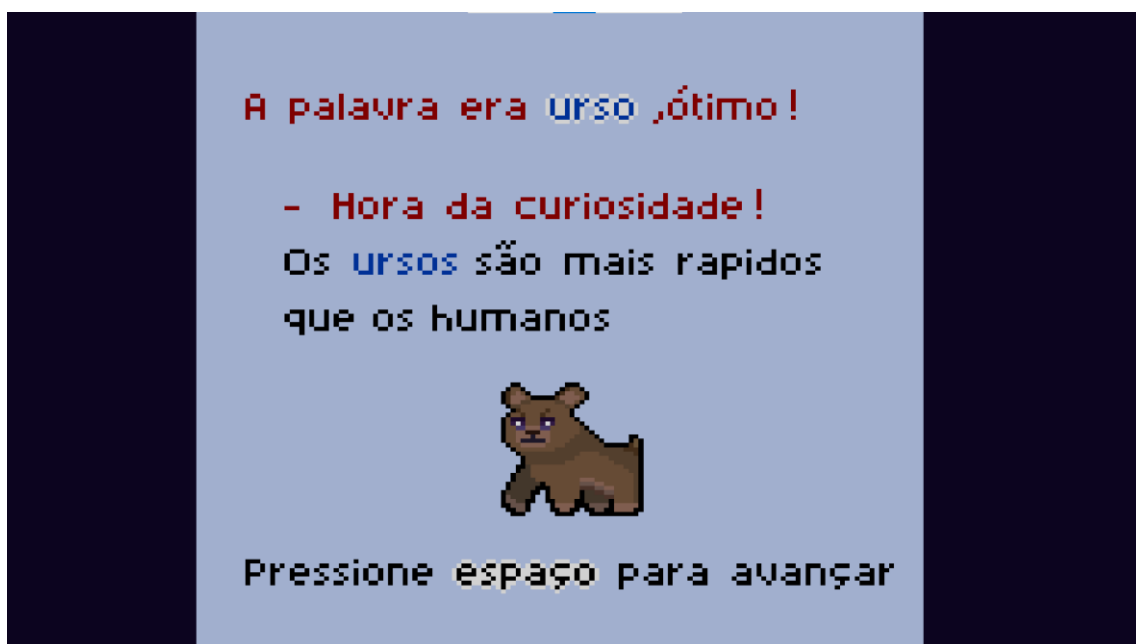 A palavra era urso ,ótimo!
- Hora da curiosidade!
Os ursos são mais rapidos
que os humanos
Pressione espaço para avançar